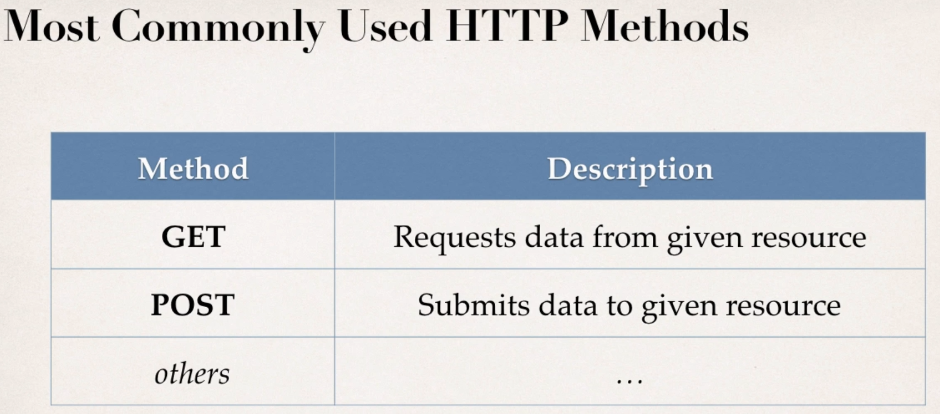 Most Commonly Used HTTP Methods
Method Description
GET Requests data from given resource
POST Submits data to given resource
others ...